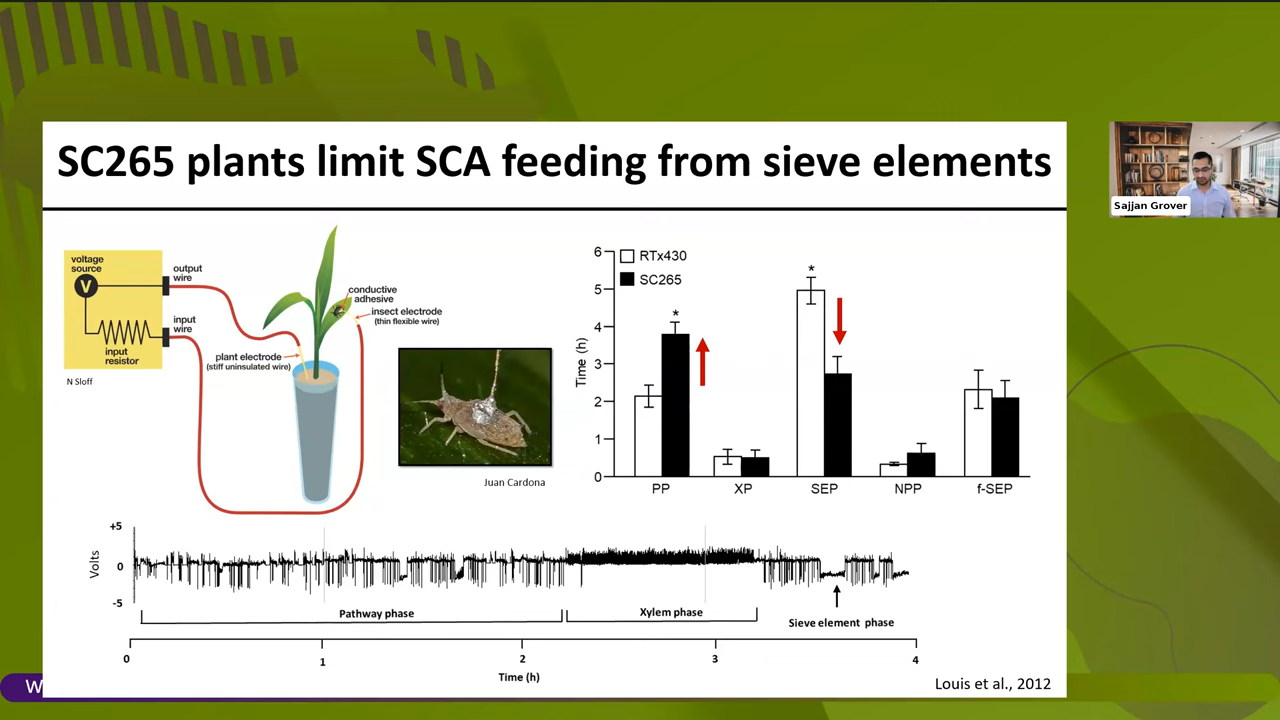 SC265 plants limit SCA feeding from sieve elements
Sajjan Grover
voltage
source
V
input
resistor
output
wire
input
wire
N Sloff
conductive
adhesive
insect electrode
(thin flexible wire)
plant electrode
(stiff uninsulated wire)
Juan Cardona
RTx430
SC265
Time (h)
6
5
4
3
2
1
0
*
*
PP XP SEP NPP f-SEP
Volts
+5
0
-5
Pathway phase
Xylem phase
Sieve element phase
0 1 2 3 4
Time (h)
Louis et al., 2012
W